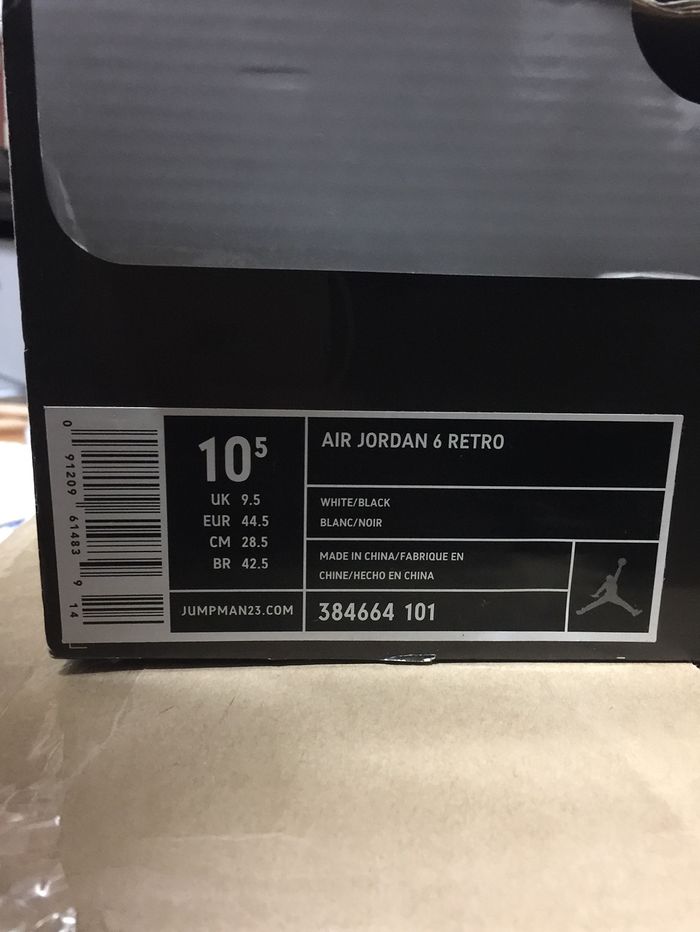 0 91209 61483 9 14
10⁵
UK 9.5
EUR 44.5
CM 28.5
BR 42.5
JUMPMAN23.COM
AIR JORDAN 6 RETRO
WHITE/BLACK
BLANC/NOIR
MADE IN CHINA/FABRIQUE EN
CHINE/HECHO EN CHINA
384664 101